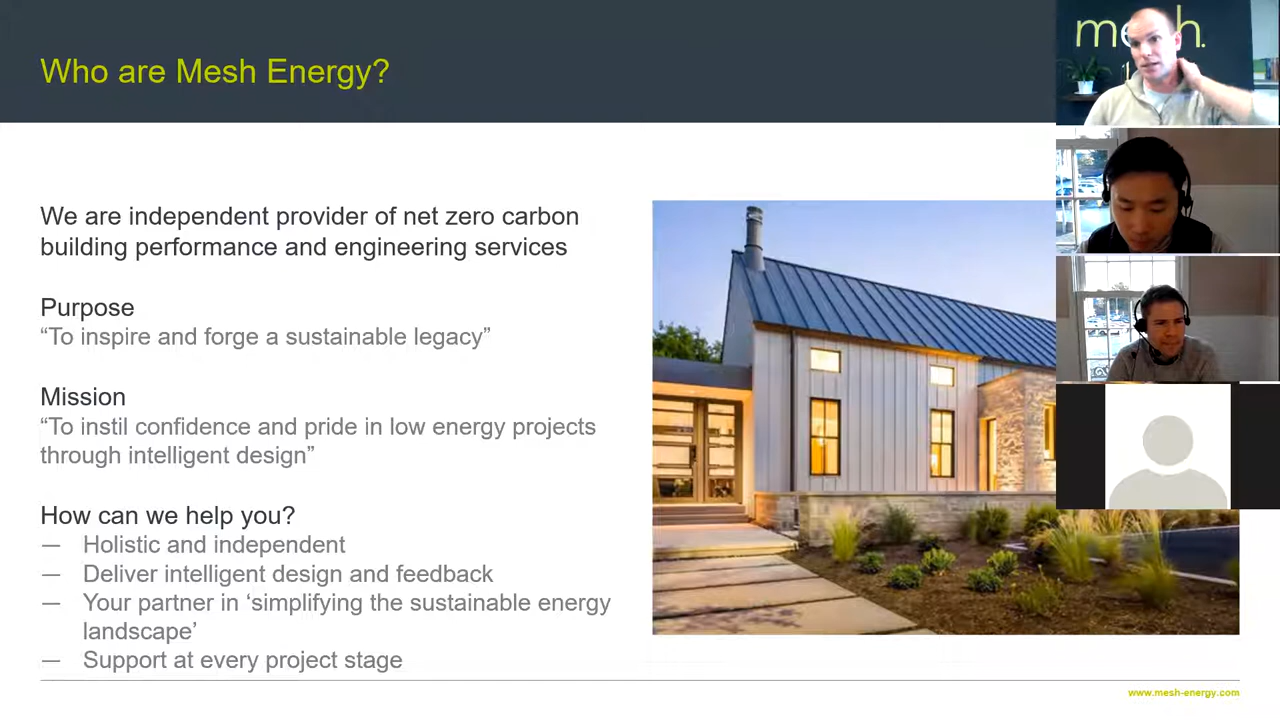 Who are Mesh Energy?
We are independent provider of net zero carbon
building performance and engineering services
Purpose
“To inspire and forge a sustainable legacy”
Mission
“To instil confidence and pride in low energy projects
through intelligent design”
How can we help you?
— Holistic and independent
— Deliver intelligent design and feedback
— Your partner in ‘simplifying the sustainable energy
landscape’
— Support at every project stage
www.mesh-energy.com